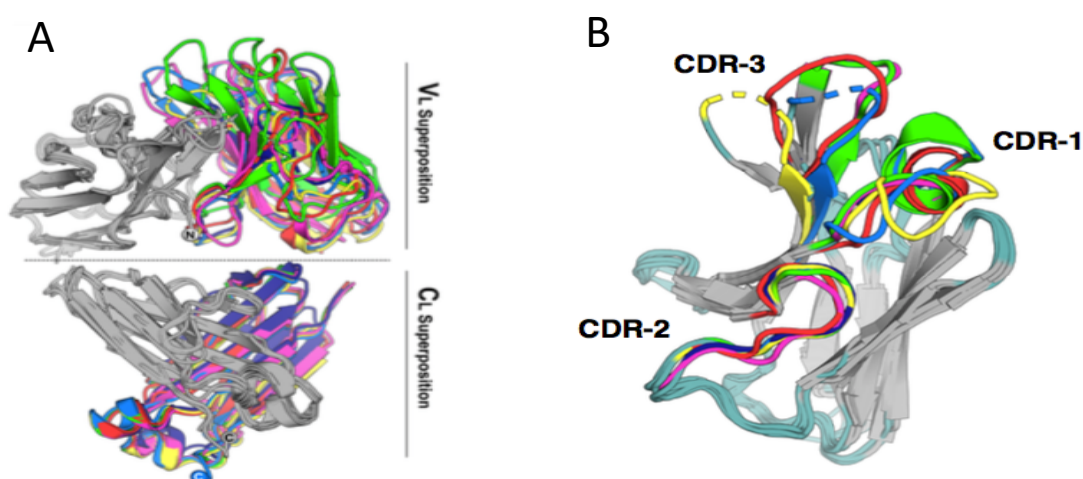 A
B
VL Superposition
N
CL Superposition
C
CDR-3
CDR-1
CDR-2